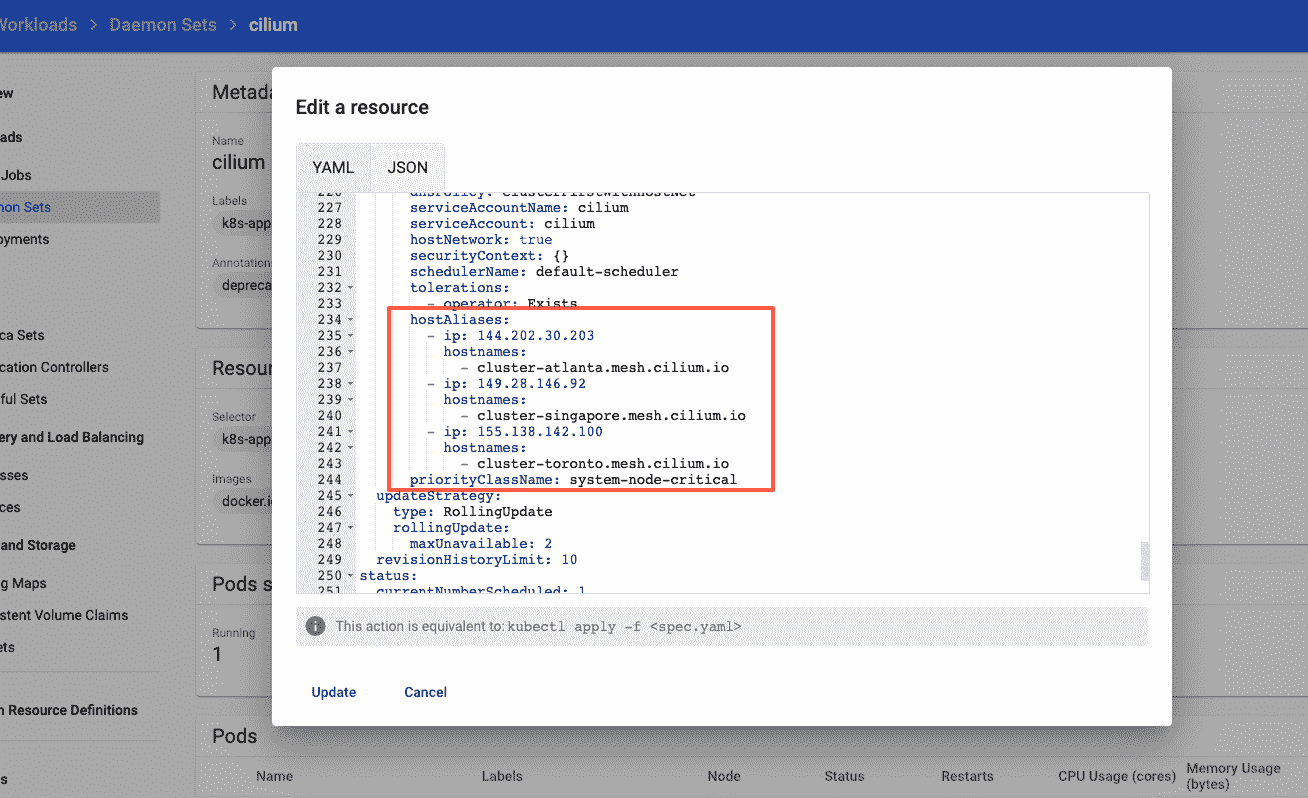 Workloads > Daemon Sets > cilium
ew
ads
Jobs
mon Sets
oyments
ca Sets
cation Controllers
ful Sets
ery and Load Balancing
sses
ces
and Storage
g Maps
stent Volume Claims
ets
n Resource Definitions
s
Metada
Name
cilium
Labels
k8s-app
Annotation
depreca
Resour
Selector
k8s-app
Images
docker.i
Pods s
Running
1
Edit a resource
YAML JSON
226 dnsPolicy: ClusterFirstWithHostNet
227 serviceAccountName: cilium
228 serviceAccount: cilium
229 hostNetwork: true
230 securityContext: {}
231 schedulerName: default-scheduler
232 tolerations:
233 - operator: Exists
234 hostAliases:
235 - ip: 144.202.30.203
236 hostnames:
237 - cluster-atlanta.mesh.cilium.io
238 - ip: 149.28.146.92
239 hostnames:
240 - cluster-singapore.mesh.cilium.io
241 - ip: 155.138.142.100
242 hostnames:
243 - cluster-toronto.mesh.cilium.io
244 priorityClassName: system-node-critical
245 updateStrategy:
246 type: RollingUpdate
247 rollingUpdate:
248 maxUnavailable: 2
249 revisionHistoryLimit: 10
250 status:
251 currentNumberScheduled: 1
This action is equivalent to: kubectl apply -f <spec.yaml>
Update Cancel
Pods
Name Labels Node Status Restarts CPU Usage (cores) Memory Usage
(bytes)